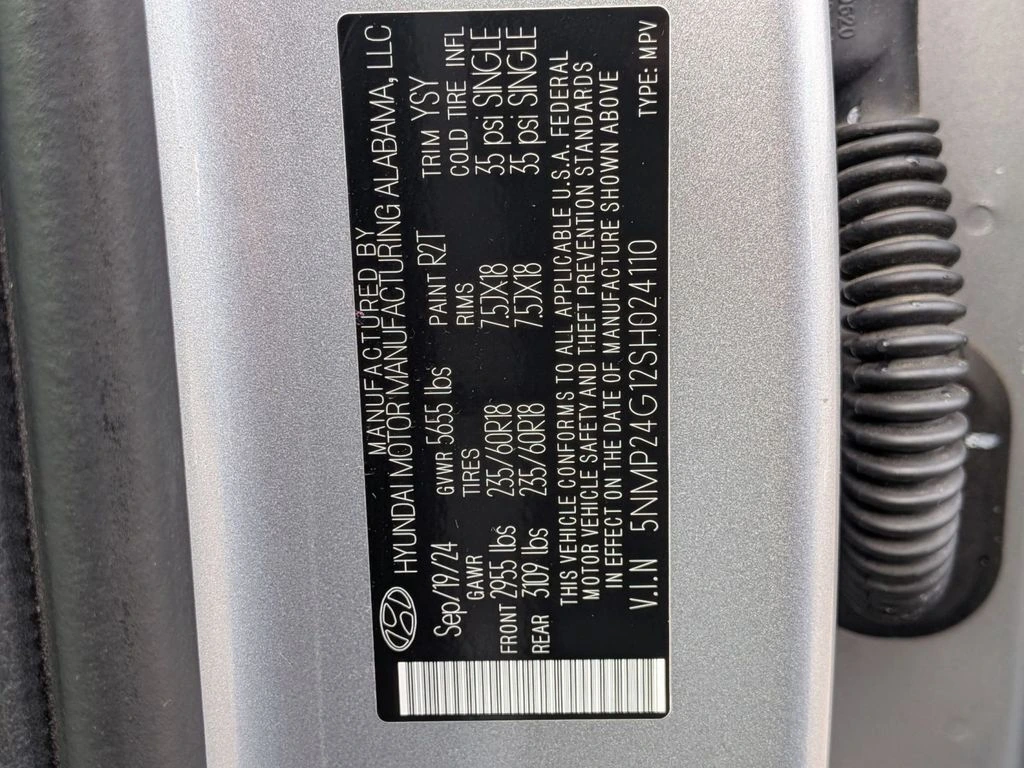 MANUFACTURED BY
HYUNDAI MOTOR MANUFACTURING ALABAMA, LLC
Sep/19/24 GVWR 5655 lbs PAINT R2T TRIM YSY
GAWR TIRES RIMS COLD TIRE INFL
FRONT 2955 lbs 235/60R18 7.5JX18 35 psi SINGLE
REAR 3109 lbs 235/60R18 7.5JX18 35 psi SINGLE
THIS VEHICLE CONFORMS TO ALL APPLICABLE U.S.A. FEDERAL
MOTOR VEHICLE SAFETY AND THEFT PREVENTION STANDARDS
IN EFFECT ON THE DATE OF MANUFACTURE SHOWN ABOVE
V.I.N 5NMP24G12SH024110 TYPE: MPV